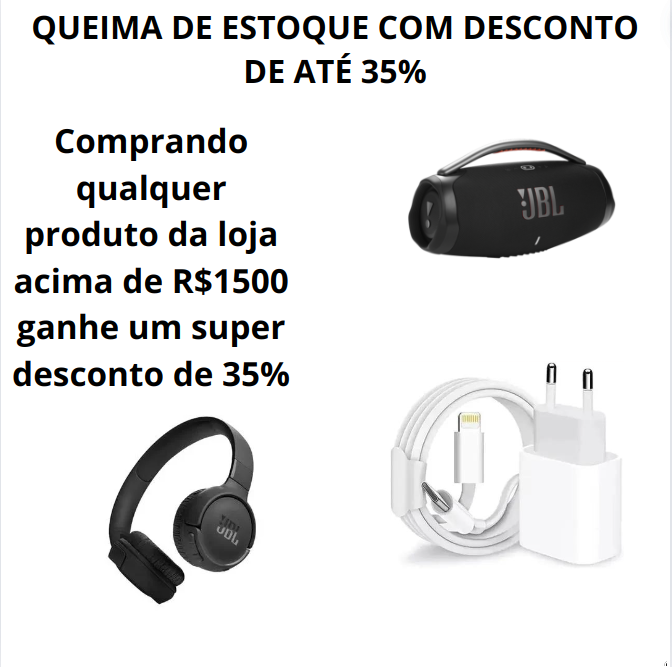 QUEIMA DE ESTOQUE COM DESCONTO
DE ATÉ 35%
Comprando
qualquer
produto da loja
acima de R$1500
ganhe um super
desconto de 35%
JBL
JBL